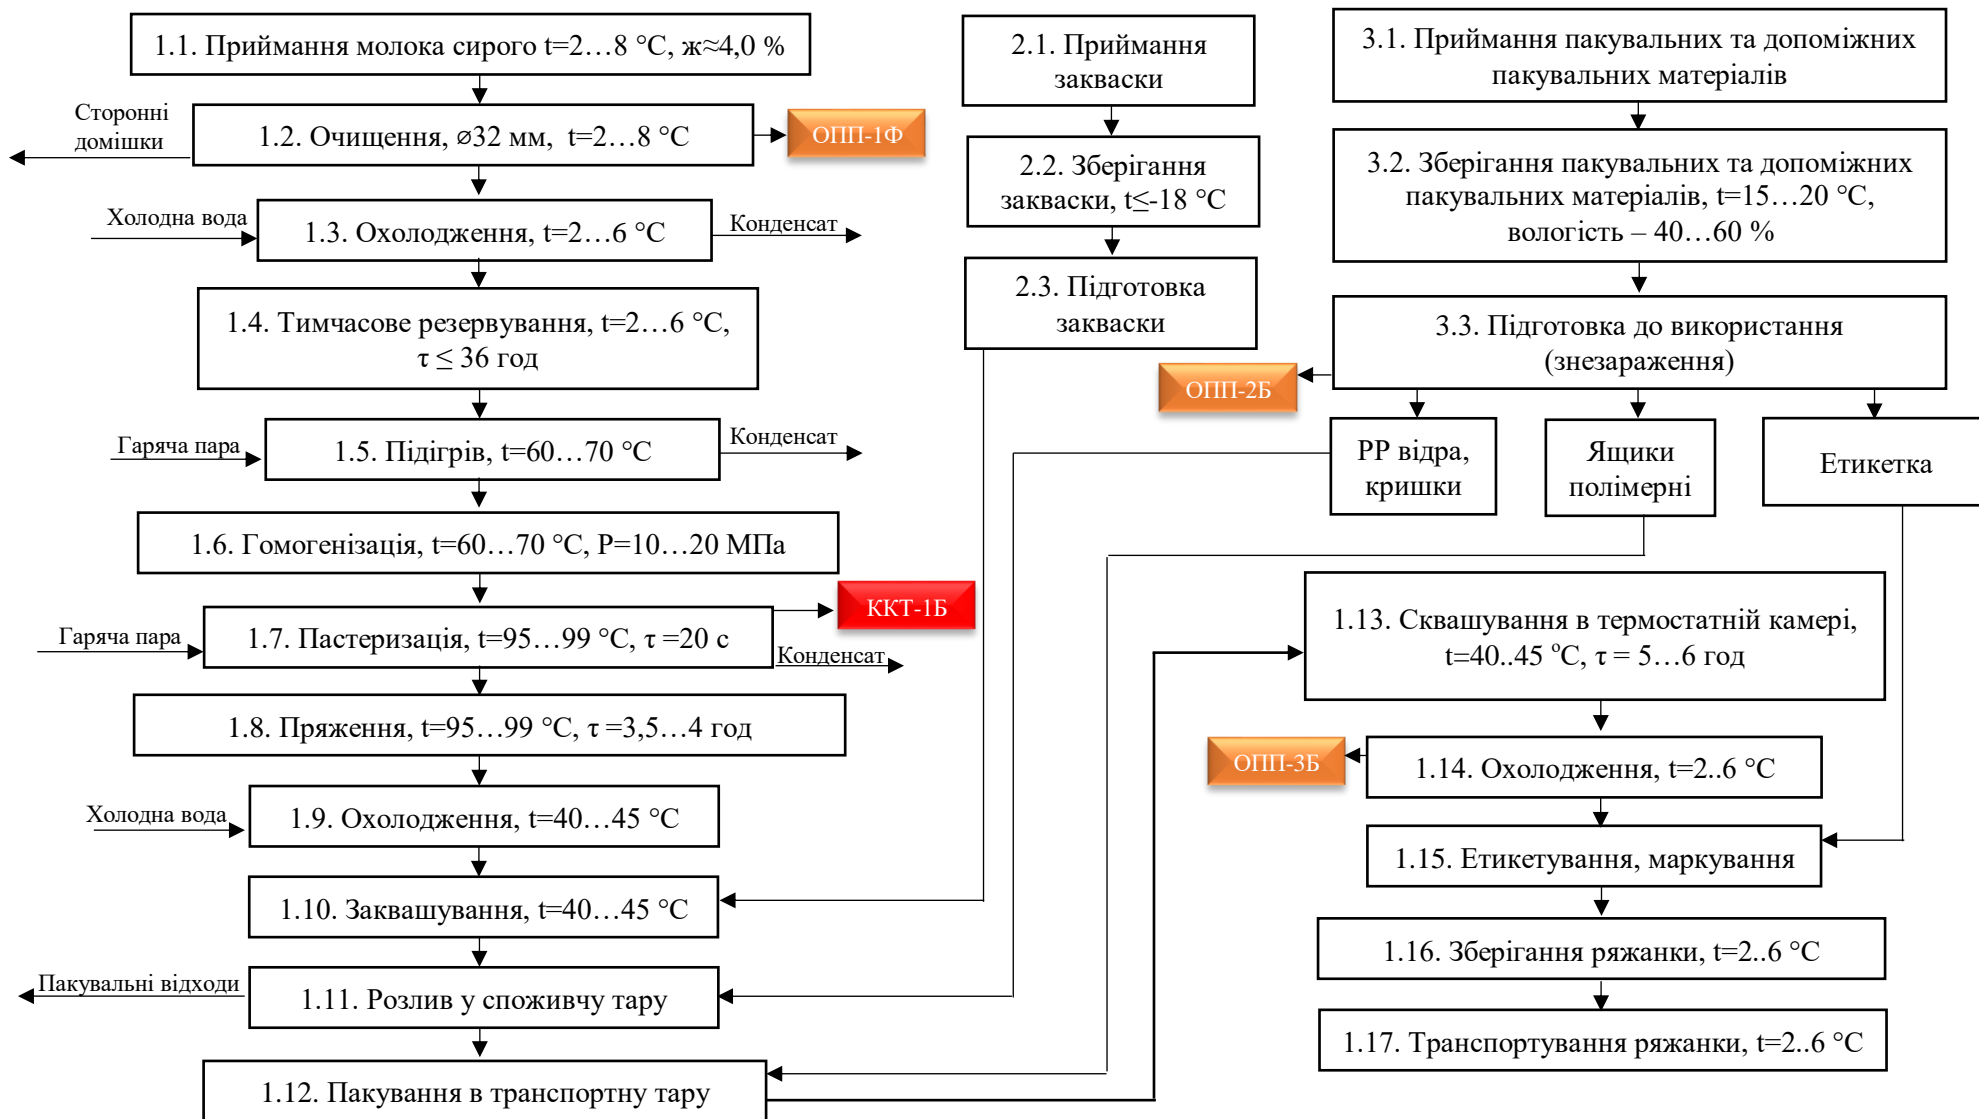 1.1. Приймання молока сирого t=2…8 °С, ж≈4,0 %
Сторонні
домішки
1.2. Очищення, ⌀32 мм, t=2…8 °С
ОПП-1Ф
Холодна вода
1.3. Охолодження, t=2…6 °С
Конденсат
1.4. Тимчасове резервування, t=2…6 °С,
τ ≤ 36 год
Гаряча пара
1.5. Підігрів, t=60…70 °С
Конденсат
1.6. Гомогенізація, t=60…70 °С, Р=10…20 МПа
ККТ-1Б
Гаряча пара
1.7. Пастеризація, t=95…99 °С, τ =20 с
Конденсат
1.8. Пряження, t=95…99 °С, τ =3,5…4 год
Холодна вода
1.9. Охолодження, t=40…45 °С
1.10. Заквашування, t=40…45 °С
Пакувальні відходи
1.11. Розлив у споживчу тару
1.12. Пакування в транспортну тару
2.1. Приймання
закваски
2.2. Зберігання
закваски, t≤-18 °С
2.3. Підготовка
закваски
3.1. Приймання пакувальних та допоміжних
пакувальних матеріалів
3.2. Зберігання пакувальних та допоміжних
пакувальних матеріалів, t=15…20 °С,
вологість – 40…60 %
3.3. Підготовка до використання
(знезараження)
ОПП-2Б
РР відра,
кришки
Ящики
полімерні
Етикетка
1.13. Сквашування в термостатній камері,
t=40..45 °С, τ = 5…6 год
ОПП-3Б
1.14. Охолодження, t=2..6 °С
1.15. Етикетування, маркування
1.16. Зберігання ряжанки, t=2..6 °С
1.17. Транспортування ряжанки, t=2..6 °С